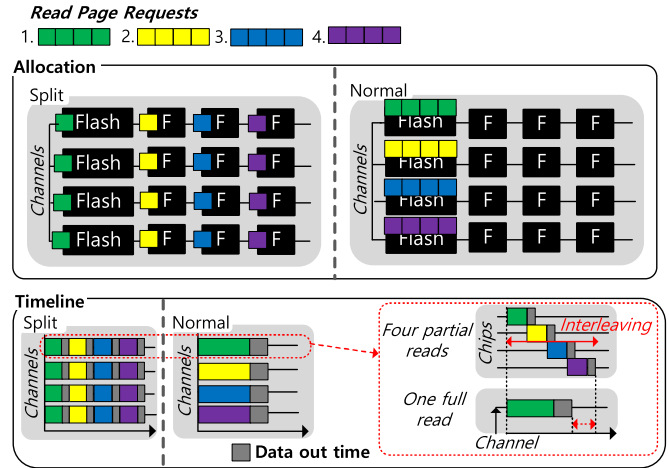 Read Page Requests
1. 2. 3. 4.
Allocation
Split
Channels
Flash F F F
Flash F F F
Flash F F F
Flash F F F
Normal
Channels
Flash F F F
Flash F F F
Flash F F F
Flash F F F
Timeline
Split
Channels
Normal
Channels
Four partial
reads
Chips
Interleaving
One full
read
Channel
Data out time